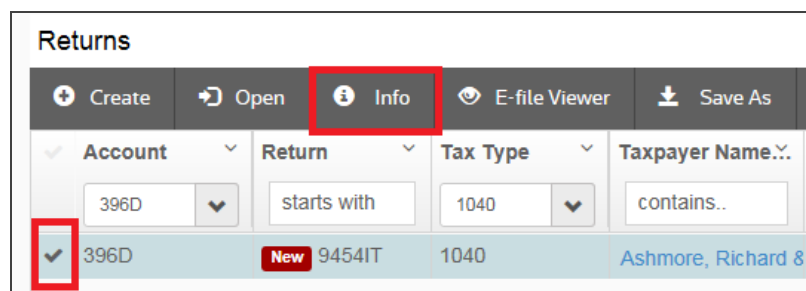 Returns
Create Open Info E-file Viewer Save As
Account Return Tax Type Taxpayer Name...
396D starts with 1040 contains..
396D New 9454IT 1040 Ashmore, Richard &